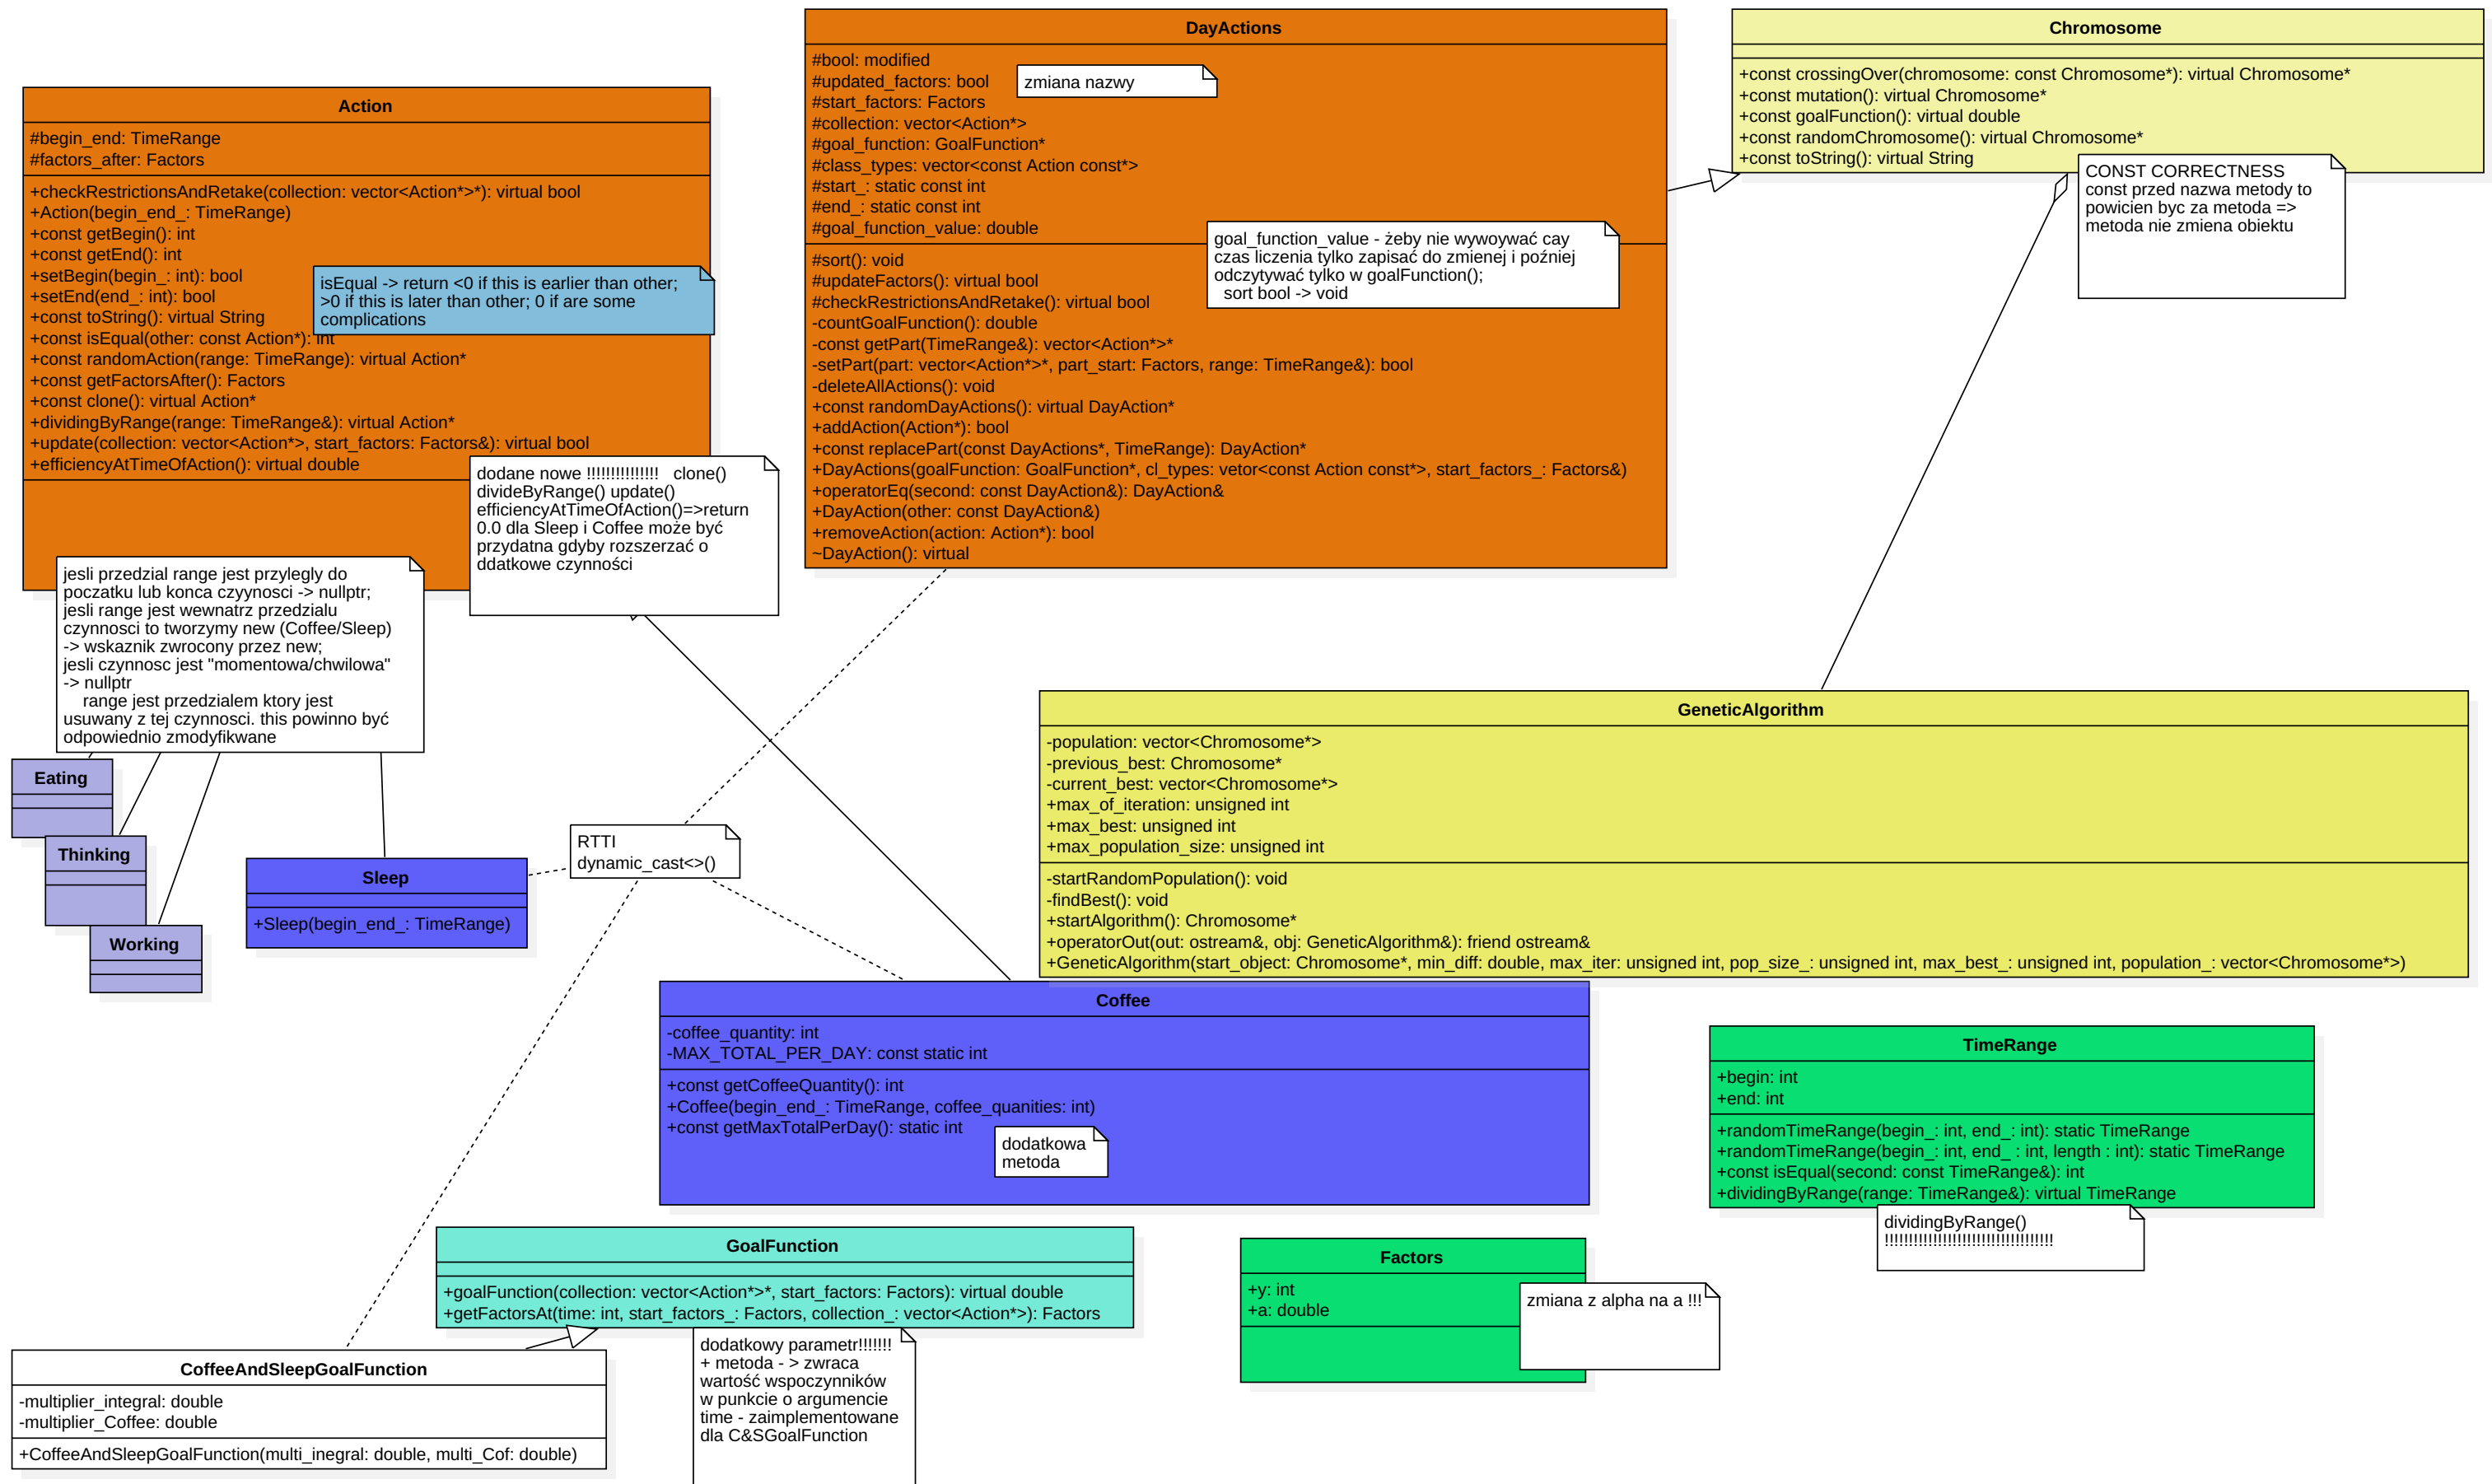 Action
#begin_end: TimeRange
#factors_after: Factors
+checkRestrictionsAndRetake(collection: vector<Action*>*): virtual bool
+Action(begin_end_: TimeRange)
+const getBegin(): int
+const getEnd(): int
+setBegin(begin_: int): bool
+setEnd(end_: int): bool
+const toString(): virtual String
+const isEqual(other: const Action*): int
+const randomAction(range: TimeRange): virtual Action*
+const getFactorsAfter(): Factors
+const clone(): virtual Action*
+dividingByRange(range: TimeRange&): virtual Action*
+update(collection: vector<Action*>, start_factors: Factors&): virtual bool
+efficiencyAtTimeOfAction(): virtual double
isEqual -> return <0 if this is earlier than other;
>0 if this is later than other; 0 if are some
complications
dodane nowe !!!!!!!!!!!!!!!   clone()
divideByRange() update()
efficiencyAtTimeOfAction()=>return
0.0 dla Sleep i Coffee może być
przydatna gdyby rozszerzać o
ddatkowe czynności
jesli przedzial range jest przylegly do
poczatku lub konca czyynosci -> nullptr;
jesli range jest wewnatrz przedzialu
czynnosci to tworzymy new (Coffee/Sleep)
-> wskaznik zwrocony przez new;
jesli czynnosc jest "momentowa/chwilowa"
-> nullptr
range jest przedzialem ktory jest
usuwany z tej czynnosci. this powinno być
odpowiednio zmodyfikwane
DayActions
#bool: modified
#updated_factors: bool
#start_factors: Factors
#collection: vector<Action*>
#goal_function: GoalFunction*
#class_types: vector<const Action const*>
#start_: static const int
#end_: static const int
#goal_function_value: double
#sort(): void
#updateFactors(): virtual bool
#checkRestrictionsAndRetake(): virtual bool
-countGoalFunction(): double
-const getPart(TimeRange&): vector<Action*>*
-setPart(part: vector<Action*>*, part_start: Factors, range: TimeRange&): bool
-deleteAllActions(): void
+const randomDayActions(): virtual DayAction*
+addAction(Action*): bool
+const replacePart(const DayActions*, TimeRange): DayAction*
+DayActions(goalFunction: GoalFunction*, cl_types: vetor<const Action const*>, start_factors_: Factors&)
+operatorEq(second: const DayAction&): DayAction&
+DayAction(other: const DayAction&)
+removeAction(action: Action*): bool
~DayAction(): virtual
zmiana nazwy
goal_function_value - żeby nie wywoywać cay
czas liczenia tylko zapisać do zmienej i poźniej
odczytywać tylko w goalFunction();
sort bool -> void
Chromosome
+const crossingOver(chromosome: const Chromosome*): virtual Chromosome*
+const mutation(): virtual Chromosome*
+const goalFunction(): virtual double
+const randomChromosome(): virtual Chromosome*
+const toString(): virtual String
CONST CORRECTNESS
const przed nazwa metody to
powicien byc za metoda =>
metoda nie zmiena obiektu
GeneticAlgorithm
-population: vector<Chromosome*>
-previous_best: Chromosome*
-current_best: vector<Chromosome*>
+max_of_iteration: unsigned int
+max_best: unsigned int
+max_population_size: unsigned int
-startRandomPopulation(): void
-findBest(): void
+startAlgorithm(): Chromosome*
+operatorOut(out: ostream&, obj: GeneticAlgorithm&): friend ostream&
+GeneticAlgorithm(start_object: Chromosome*, min_diff: double, max_iter: unsigned int, pop_size_: unsigned int, max_best_: unsigned int, population_: vector<Chromosome*>)
Eating
Thinking
Working
Sleep
+Sleep(begin_end_: TimeRange)
RTTI
dynamic_cast<>()
Coffee
-coffee_quantity: int
-MAX_TOTAL_PER_DAY: const static int
+const getCoffeeQuantity(): int
+Coffee(begin_end_: TimeRange, coffee_quanities: int)
+const getMaxTotalPerDay(): static int
dodatkowa
metoda
TimeRange
+begin: int
+end: int
+randomTimeRange(begin_: int, end_: int): static TimeRange
+randomTimeRange(begin_: int, end_ : int, length : int): static TimeRange
+const isEqual(second: const TimeRange&): int
+dividingByRange(range: TimeRange&): virtual TimeRange
dividingByRange()
!!!!!!!!!!!!!!!!!!!!!!!!!!!!!!!!!!!
GoalFunction
+goalFunction(collection: vector<Action*>*, start_factors: Factors): virtual double
+getFactorsAt(time: int, start_factors_: Factors, collection_: vector<Action*>): Factors
dodatkowy parametr!!!!!!!
+ metoda - > zwraca
wartość wspoczynników
w punkcie o argumencie
time - zaimplementowane
dla C&SGoalFunction
Factors
+y: int
+a: double
zmiana z alpha na a !!!
CoffeeAndSleepGoalFunction
-multiplier_integral: double
-multiplier_Coffee: double
+CoffeeAndSleepGoalFunction(multi_inegral: double, multi_Cof: double)